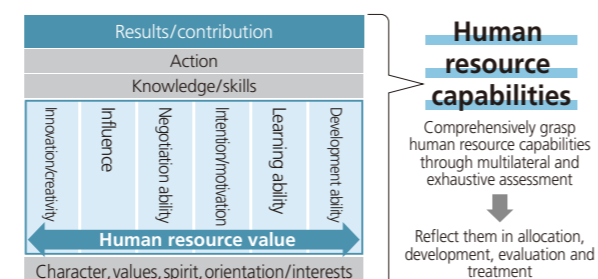 Results/contribution
Action
Knowledge/skills
Innovation/creativity
Influence
Negotiation ability
Intention/motivation
Learning ability
Development ability
Human resource value
Character, values, spirit, orientation/interests
Human
resource
capabilities
Comprehensively grasp
human resource capabilities
through multilateral and
exhaustive assessment
Reflect them in allocation,
development, evaluation and
treatment